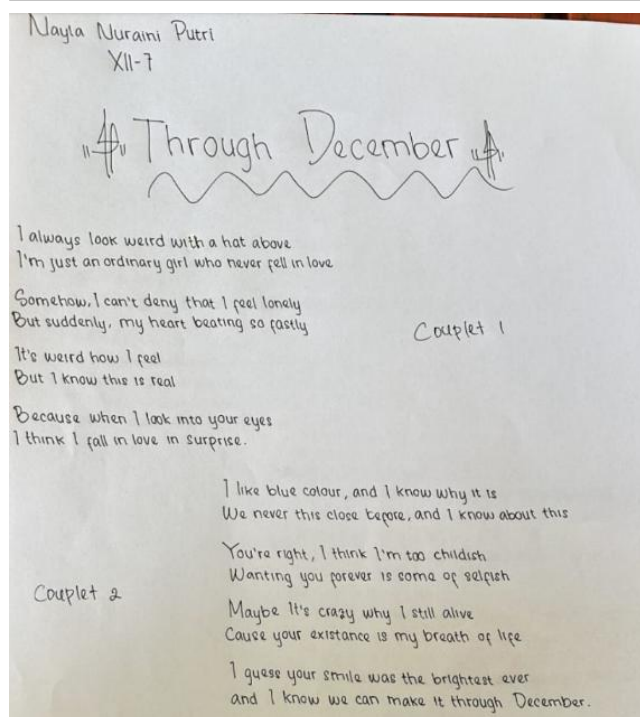 Nayla Nuraini Putri
XII-7
Through December
I always look weird with a hat above
I'm just an ordinary girl who never fell in love
Somehow, I can't deny that I feel lonely
But suddenly, my heart beating so fastly
Couplet 1
It's weird how I feel
But I know this is real
Because when I look into your eyes
I think I fall in love in surprise.
I like blue colour, and I know why it is
We never this close before, and I know about this
You're right, I think I'm too childish
Wanting you forever is some of selfish
Couplet 2
Maybe It's crazy why I still alive
Cause your existance is my breath of life
I guess your smile was the brightest ever
and I know we can make it through December.